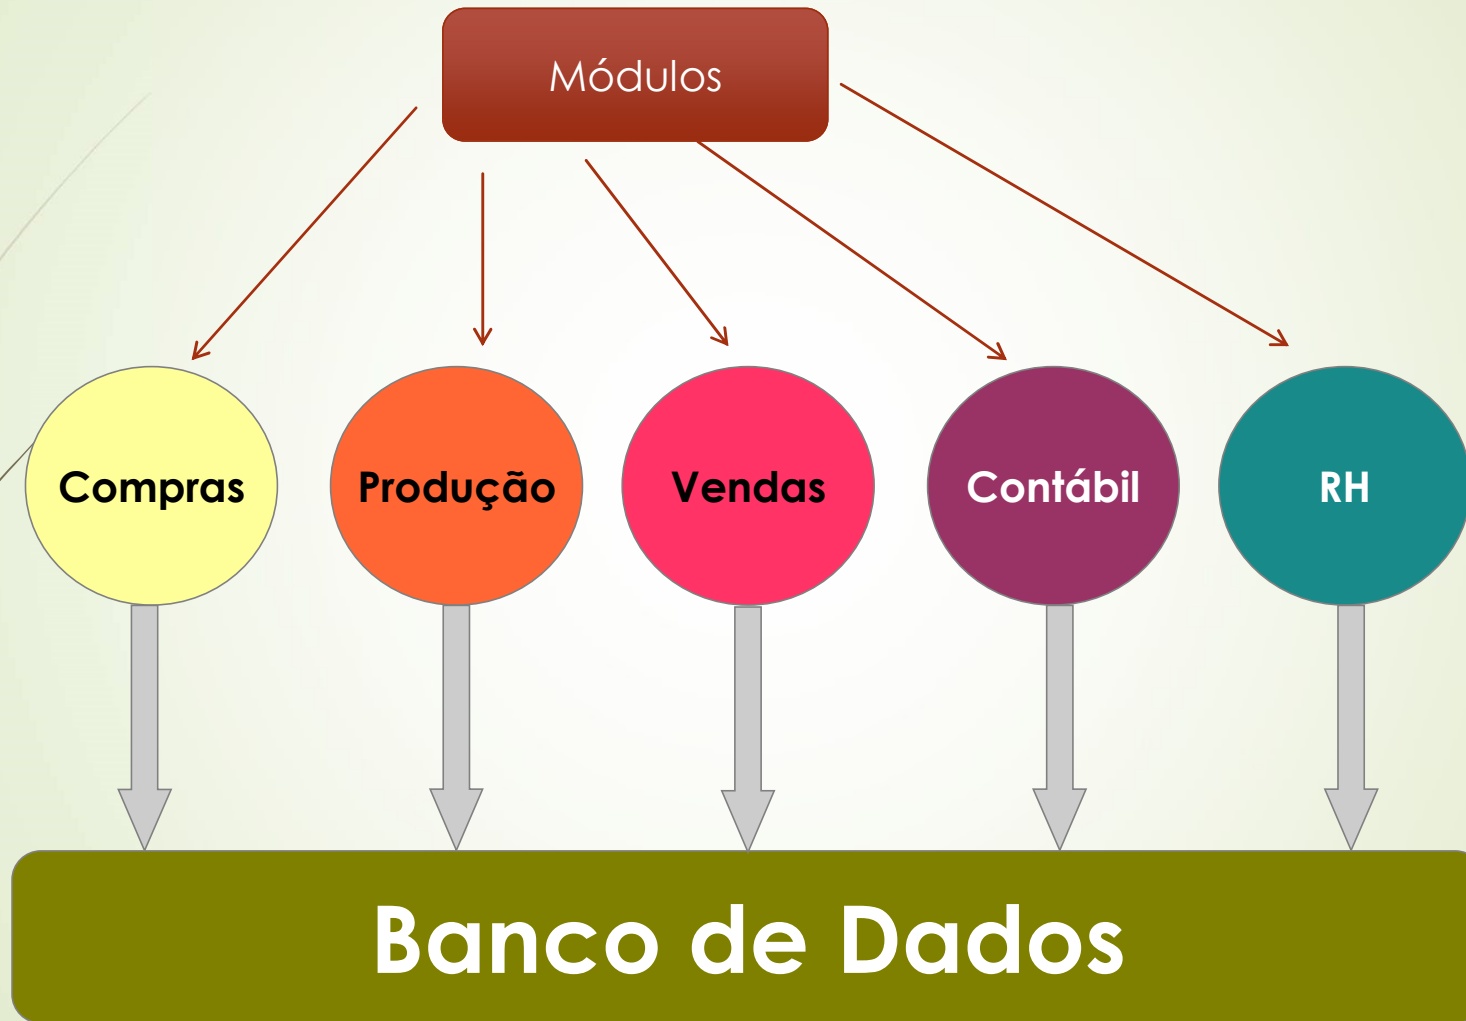 Módulos
Compras
Produção
Vendas
Contábil
RH
Banco de Dados